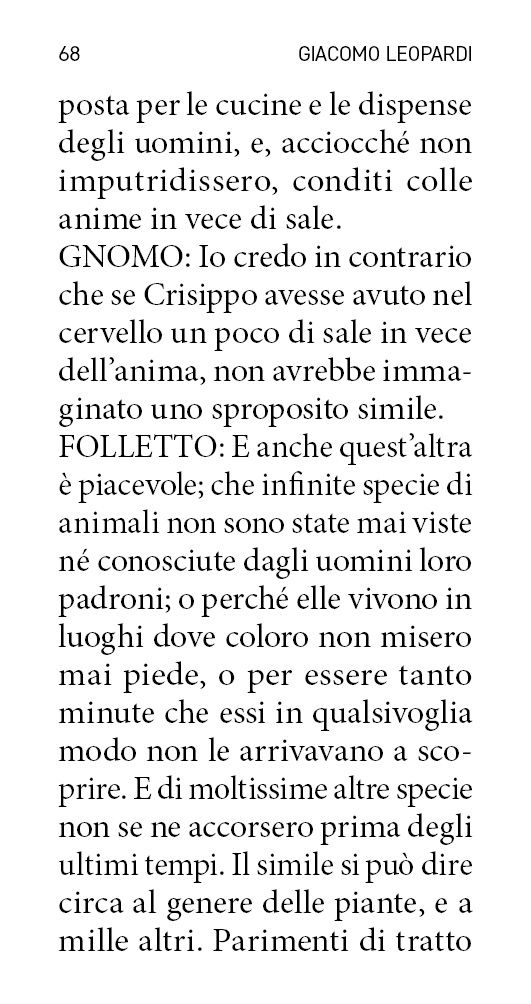 68 GIACOMO LEOPARDI
posta per le cucine e le dispense
degli uomini, e, acciocché non
imputridissero, conditi colle
anime in vece di sale.
GNOMO: Io credo in contrario
che se Crisippo avesse avuto nel
cervello un poco di sale in vece
dell’anima, non avrebbe imma-
ginato uno sproposito simile.
FOLLETTO: E anche quest’altra
è piacevole; che infinite specie di
animali non sono state mai viste
né conosciute dagli uomini loro
padroni; o perché elle vivono in
luoghi dove coloro non misero
mai piede, o per essere tanto
minute che essi in qualsivoglia
modo non le arrivavano a sco-
prire. E di moltissime altre specie
non se ne accorsero prima degli
ultimi tempi. Il simile si può dire
circa al genere delle piante, e a
mille altri. Parimenti di tratto